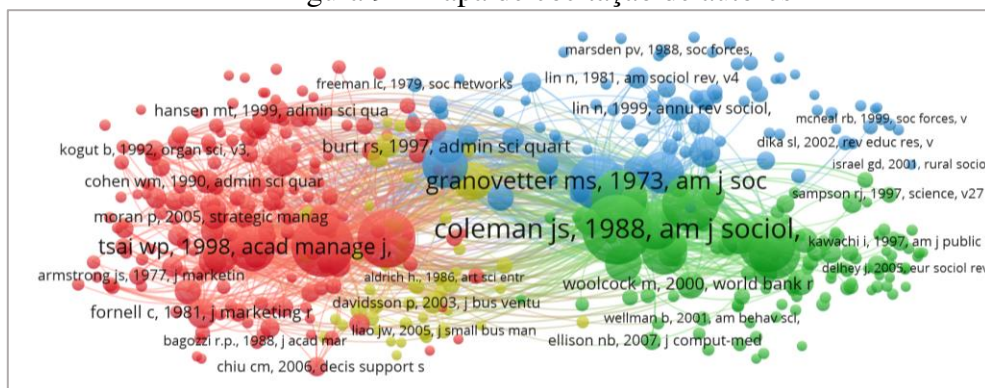 marsden pv, 1988, soc forces,
lin n, 1981, am sociol rev, v4
freeman lc, 1979, soc networks
hansen mt, 1999, admin sci qua
lin n, 1999, annu rev sociol,
mcneal rb, 1999, soc forces, v
dika sl, 2002, rev educ res, v
kogut b, 1992, organ sci, v3,
burt rs, 1997, admin sci quart
israel gd, 2001, rural socio
cohen wm, 1990, admin sci quar
granovetter ms, 1973, am j soc
sampson rj, 1997, science, v27
moran p, 2005, strategic manag
coleman js, 1988, am j sociol,
tsai wp, 1998, acad manage j,
kawachi i, 1997, am j public
delhey j, 2005, eur sociol rev
armstrong js, 1977, j marketin
aldrich h., 1986, art sci entr
woolcock m, 2000, world bank r
davidsson p, 2003, j bus ventu
fornell c, 1981, j marketing r
wellman b, 2001, am behav sci,
liao jw, 2005, j small bus man
bagozzi r.p., 1988, j acad mar
ellison nb, 2007, j comput-med
chiu cm, 2006, decis support s